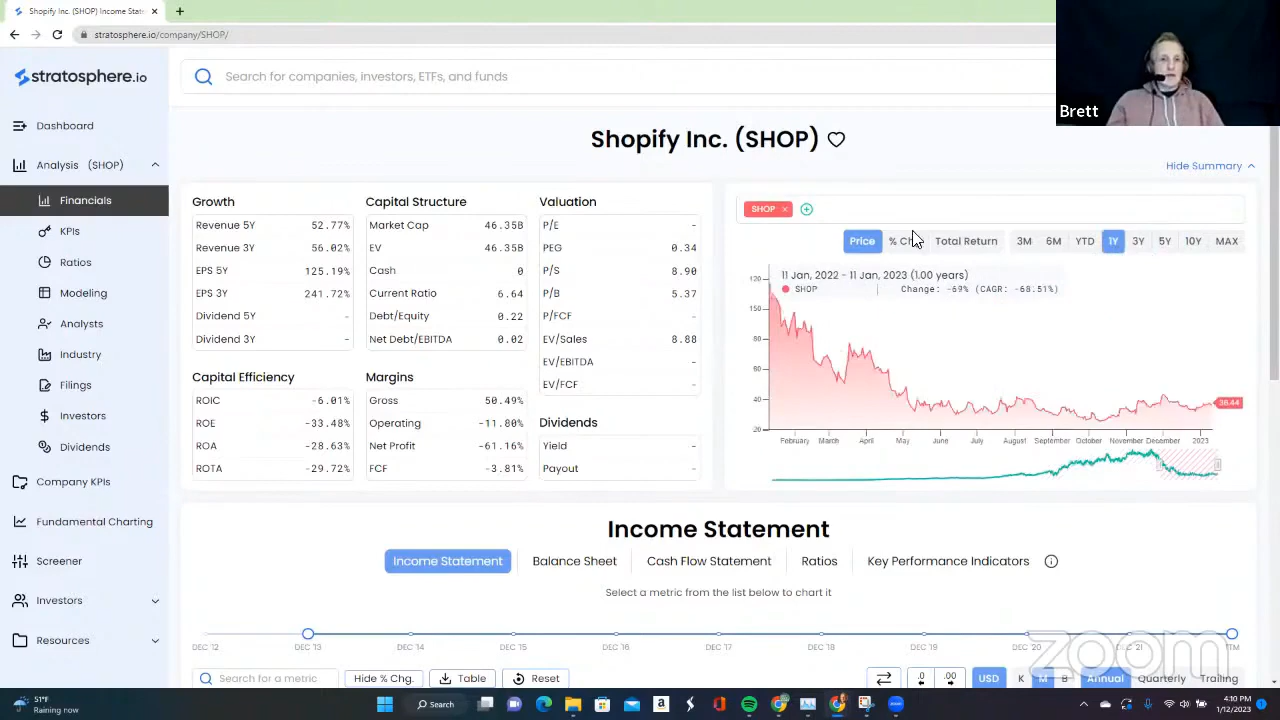 Shopify Inc. (SHOP) Income State
stratosphere.io/company/SHOP/
stratosphere.io
Search for companies, investors, ETFs, and funds
Brett
Dashboard
Analysis (SHOP)
Financials
KPIs
Ratios
Modeling
Analysts
Industry
Filings
Investors
Dividends
Company KPIs
Fundamental Charting
Screener
Investors
Resources
Shopify Inc. (SHOP)
Hide Summary
Growth
Revenue 5Y 52.77%
Revenue 3Y 56.02%
EPS 5Y 125.19%
EPS 3Y 241.72%
Dividend 5Y -
Dividend 3Y -
Capital Structure
Market Cap 46.35B
EV 46.35B
Cash 0
Current Ratio 6.64
Debt/Equity 0.22
Net Debt/EBITDA 0.02
Valuation
P/E -
PEG 0.34
P/S 8.90
P/B 5.37
P/FCF -
EV/Sales 8.88
EV/EBITDA -
EV/FCF -
Capital Efficiency
ROIC -6.01%
ROE -33.48%
ROA -28.63%
ROTA -29.72%
Margins
Gross 50.49%
Operating -11.80%
Net Profit -61.16%
FCF -3.81%
Dividends
Yield -
Payout -
SHOP ×
Price % Ch Total Return 3M 6M YTD 1Y 3Y 5Y 10Y MAX
11 Jan, 2022 - 11 Jan, 2023 (1.00 years)
SHOP Change: -69% (CAGR: -68.51%)
38.44
February March April May June July August September October November December 2023
Income Statement
Income Statement Balance Sheet Cash Flow Statement Ratios Key Performance Indicators
Select a metric from the list below to chart it
DEC '12 DEC '13 DEC '14 DEC '15 DEC '16 DEC '17 DEC '18 DEC '19 DEC '20 DEC '21 TTM
Search for a metric Hide % Chg. Table Reset .0 .00 USD K M B Annual Quarterly Trailing
zoom
51°F
Raining now
Search
4:10 PM
1/12/2023